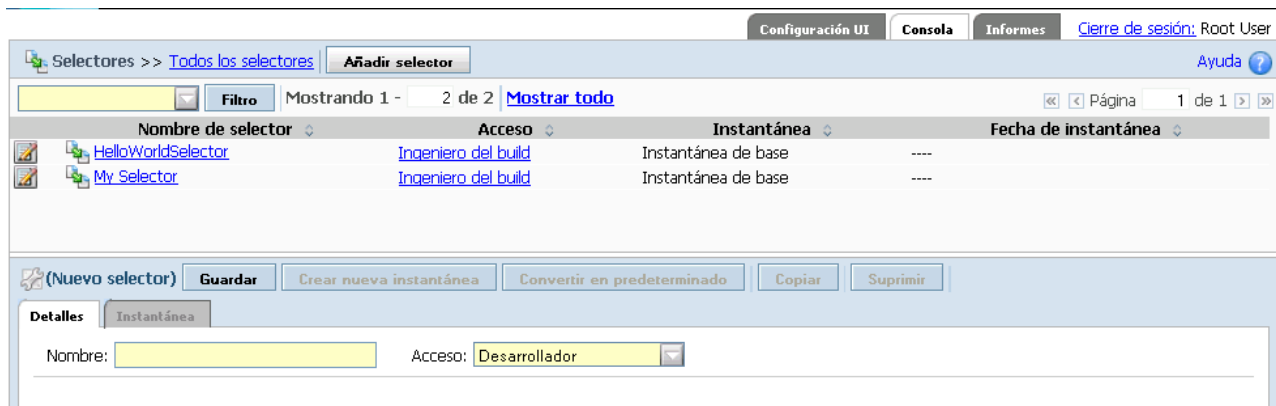 Configuración UI Consola Informes Cierre de sesión: Root User
Selectores >> Todos los selectores Añadir selector Ayuda ?
Filtro Mostrando 1 - 2 de 2 Mostrar todo Página 1 de 1
Nombre de selector Acceso Instantánea Fecha de instantánea
HelloWorldSelector Ingeniero del build Instantánea de base ----
My Selector Ingeniero del build Instantánea de base ----
(Nuevo selector) Guardar Crear nueva instantánea Convertir en predeterminado Copiar Suprimir
Detalles Instantánea
Nombre: Acceso: Desarrollador